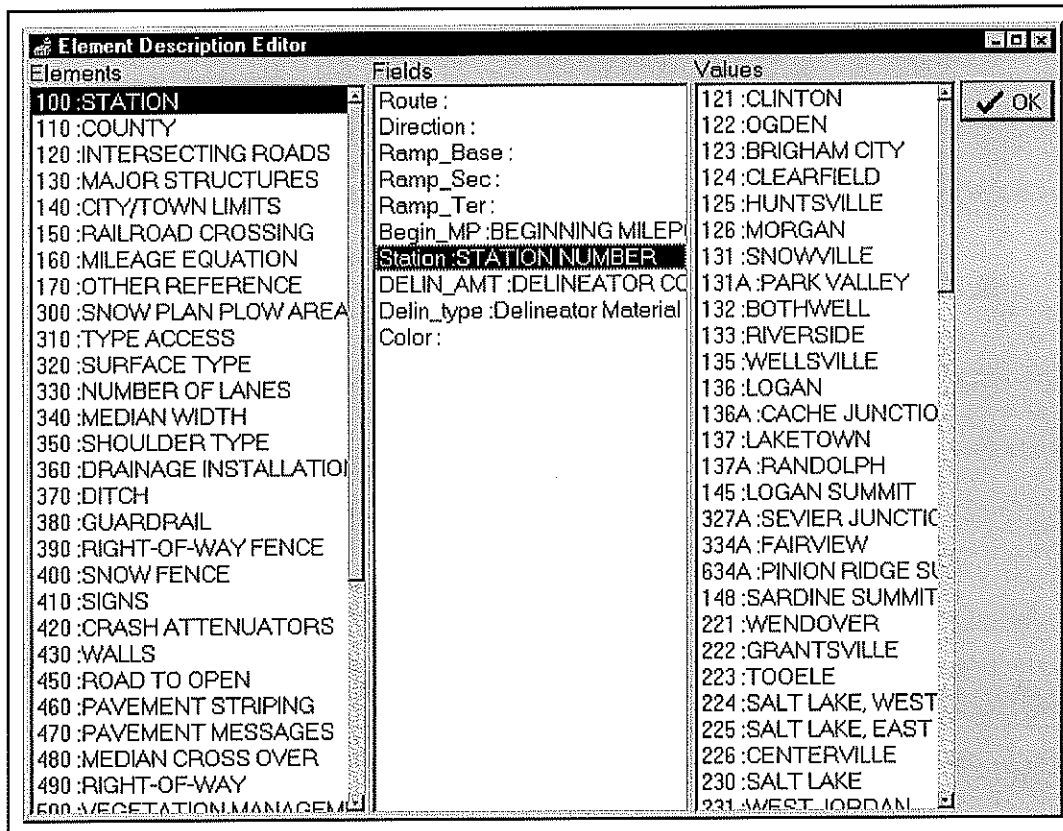 Element Description Editor
Elements
100 :STATION
110 :COUNTY
120 :INTERSECTING ROADS
130 :MAJOR STRUCTURES
140 :CITY/TOWN LIMITS
150 :RAILROAD CROSSING
160 :MILEAGE EQUATION
170 :OTHER REFERENCE
300 :SNOW PLAN PLOW AREA
310 :TYPE ACCESS
320 :SURFACE TYPE
330 :NUMBER OF LANES
340 :MEDIAN WIDTH
350 :SHOULDER TYPE
360 :DRAINAGE INSTALLATIO
370 :DITCH
380 :GUARDRAIL
390 :RIGHT-OF-WAY FENCE
400 :SNOW FENCE
410 :SIGNS
420 :CRASH ATTENUATORS
430 :WALLS
450 :ROAD TO OPEN
460 :PAVEMENT STRIPING
470 :PAVEMENT MESSAGES
480 :MEDIAN CROSS OVER
490 :RIGHT-OF-WAY
500 :VEGETATION MANAGEM
Fields
Route :
Direction :
Ramp_Base :
Ramp_Sec :
Ramp_Ter :
Begin_MP :BEGINNING MILEP
Station :STATION NUMBER
DELIN_AMT :DELINEATOR CO
Delin_type :Delineator Material
Color :
Values
121 :CLINTON
122 :OGDEN
123 :BRIGHAM CITY
124 :CLEARFIELD
125 :HUNTSVILLE
126 :MORGAN
131 :SNOWVILLE
131A :PARK VALLEY
132 :BOTHWELL
133 :RIVERSIDE
135 :WELLSVILLE
136 :LOGAN
136A :CACHE JUNCTIO
137 :LAKETOWN
137A :RANDOLPH
145 :LOGAN SUMMIT
327A :SEVIER JUNCTIC
334A :FAIRVIEW
634A :PINION RIDGE SU
148 :SARDINE SUMMIT
221 :WENDOVER
222 :GRANTSVILLE
223 :TOOELE
224 :SALT LAKE, WEST
225 :SALT LAKE, EAST
226 :CENTERVILLE
230 :SALT LAKE
231 :WEST JORDAN
OK